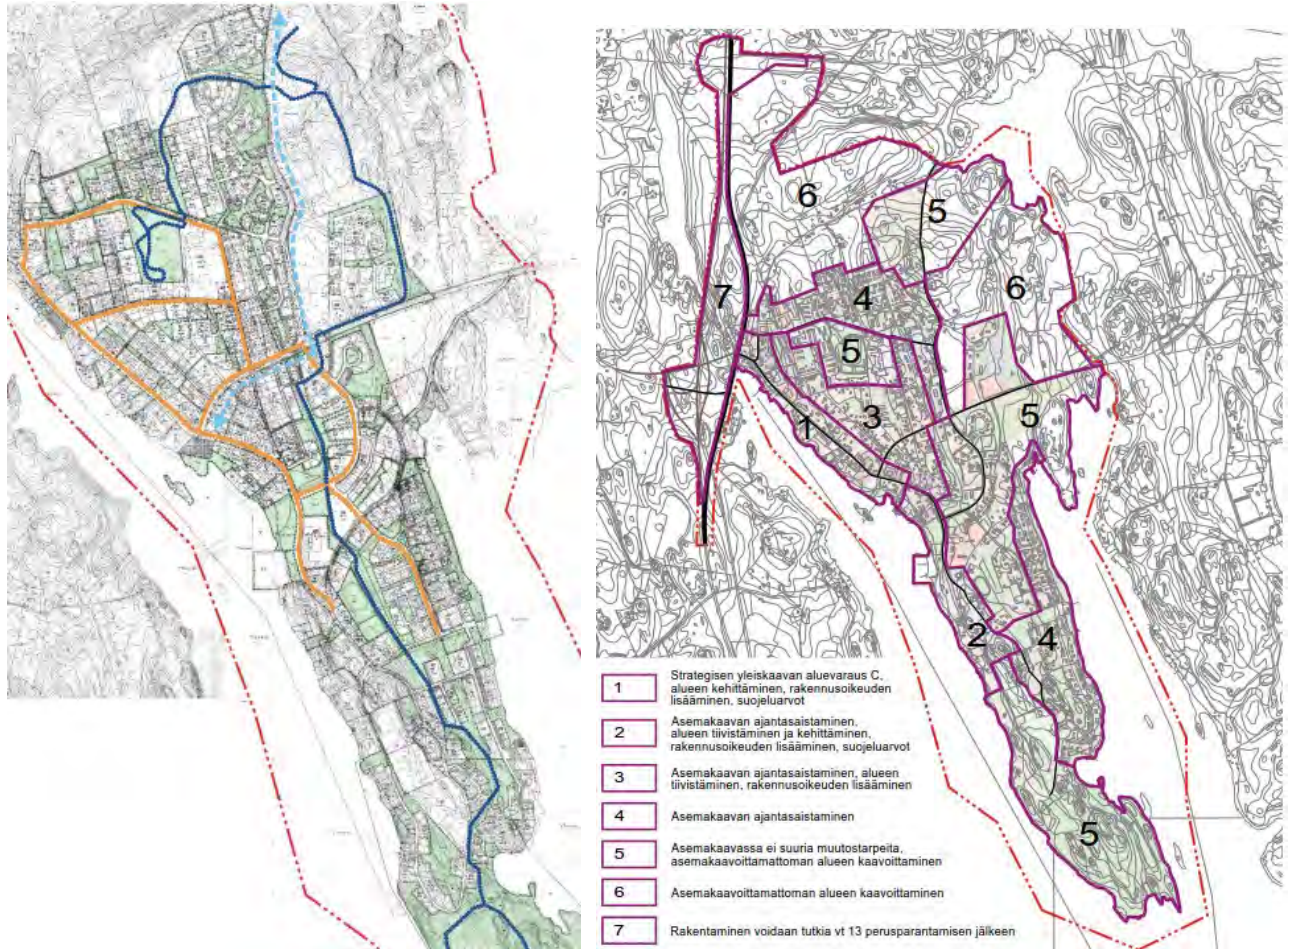 5
6
6
7
4
5
1
3
5
2
4
5
1 Strategisen yleiskaavan aluevaraus C,
alueen kehittäminen, rakennusoikeuden
lisääminen, suojeluarvot
2 Asemakaavan ajantasaistaminen,
alueen tiivistäminen ja kehittäminen,
rakennusoikeuden lisääminen, suojeluarvot
3 Asemakaavan ajantasaistaminen, alueen
tiivistäminen, rakennusoikeuden lisääminen
4 Asemakaavan ajantasaistaminen
5 Asemakaavassa ei suuria muutostarpeita,
asemakaavoittamattoman alueen kaavoittaminen
6 Asemakaavoittamattoman alueen kaavoittaminen
7 Rakentaminen voidaan tutkia vt 13 perusparantamisen jälkeen